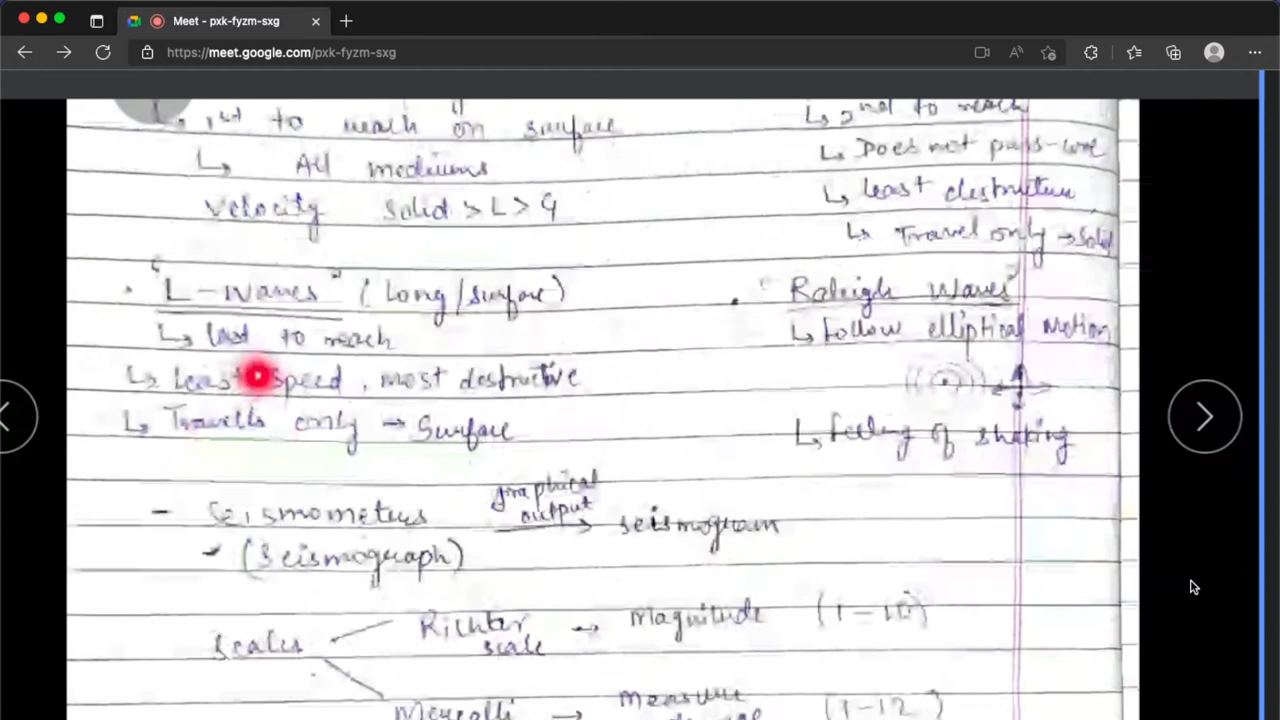 Meet - pxk-fyzm-sxg
https://meet.google.com/pxk-fyzm-sxg
1st to reach on surface
↳ All mediums
velocity solid > L > G
2nd to reach
↳ Does not pass-core
↳ least destructive
↳ Travel only → solid
• "L-waves" (Long/surface)
↳ last to reach
↳ least speed, most destructive
↳ Travells only → Surface
• "Raleigh waves"
↳ follow elliptical Motion
↳ feeling of shaking
- Seismometers graphical output → seismogram
(Seismograph)
Scales
Richter scale → Magnitude (1-10)
Mercalli → Measure (1-12)